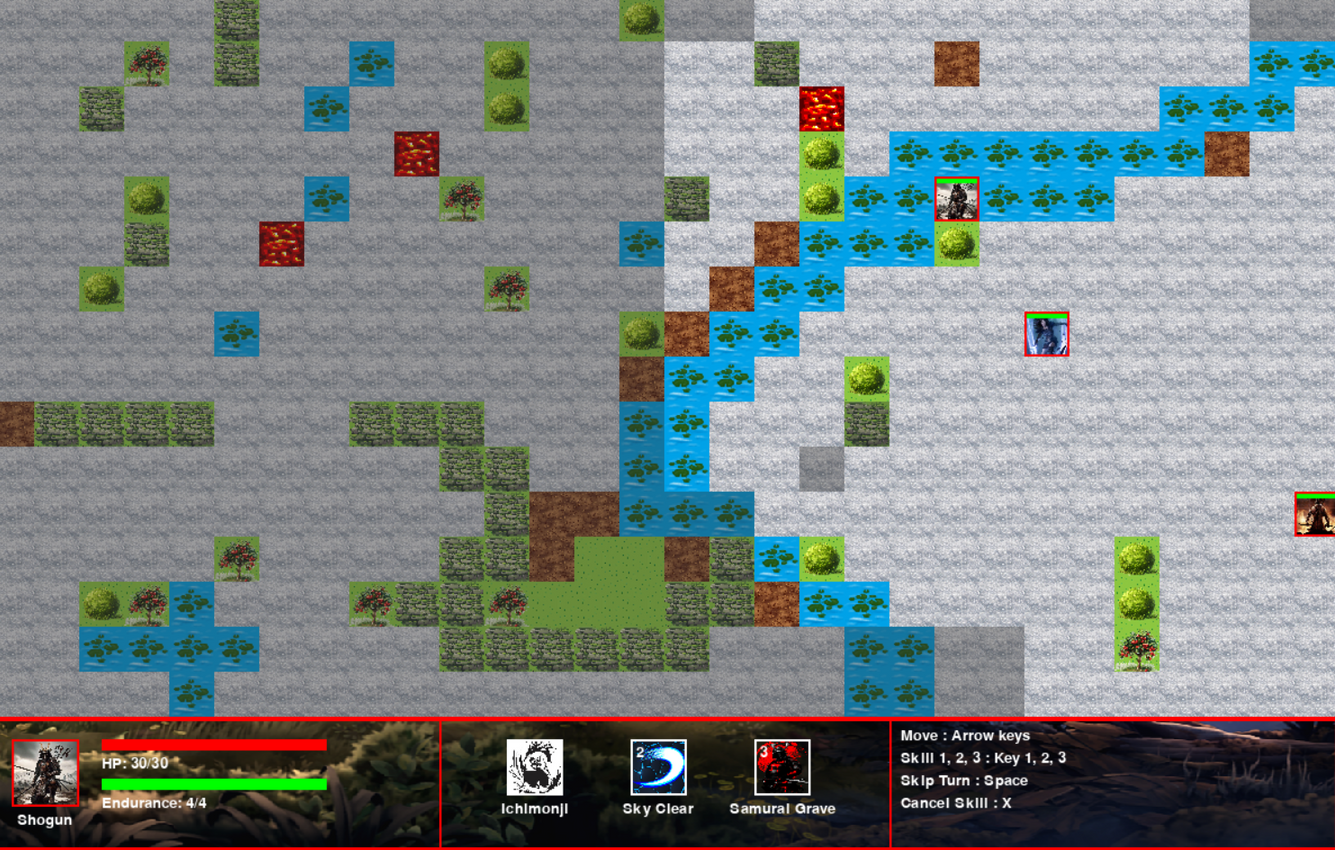 HP: 30/30
Endurance: 4/4
Shogun
Ichimonji
2
Sky Clear
3
Samurai Grave
Move : Arrow keys
Skill 1, 2, 3 : Key 1, 2, 3
Skip Turn : Space
Cancel Skill : X